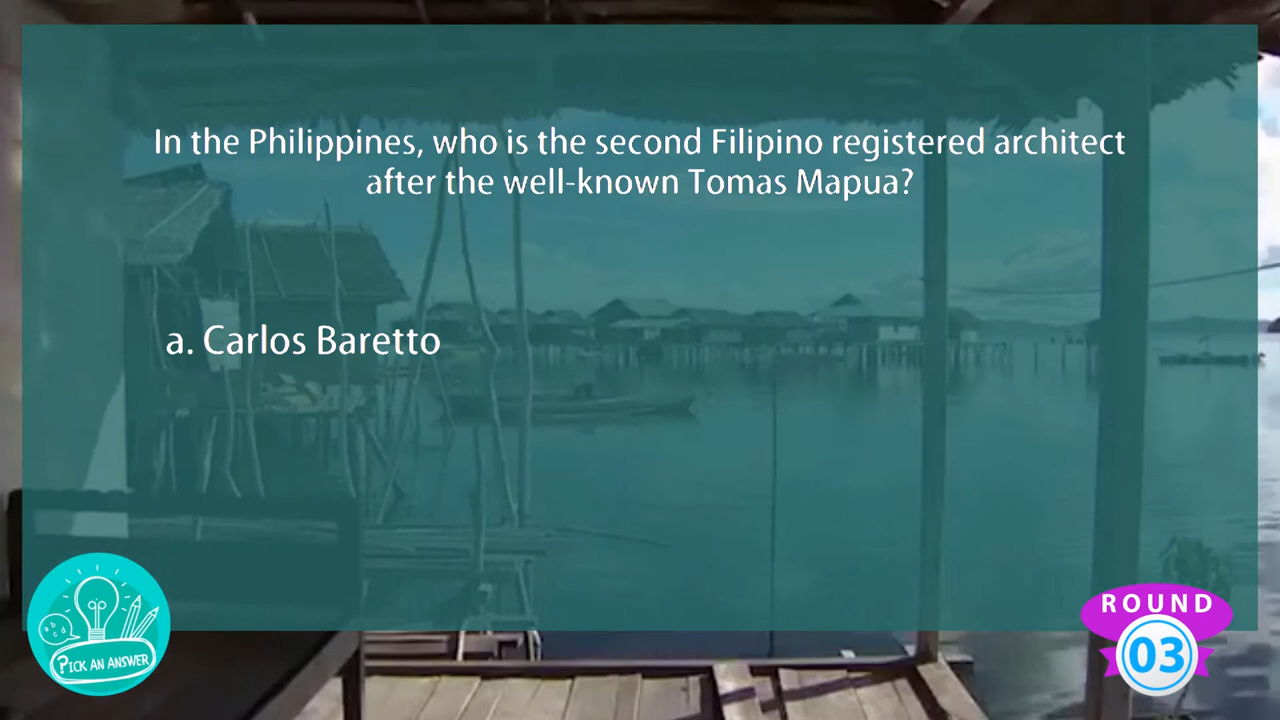 In the Philippines, who is the second Filipino registered architect
after the well-known Tomas Mapua?
a. Carlos Baretto
a b c d
PICK AN ANSWER
ROUND
03